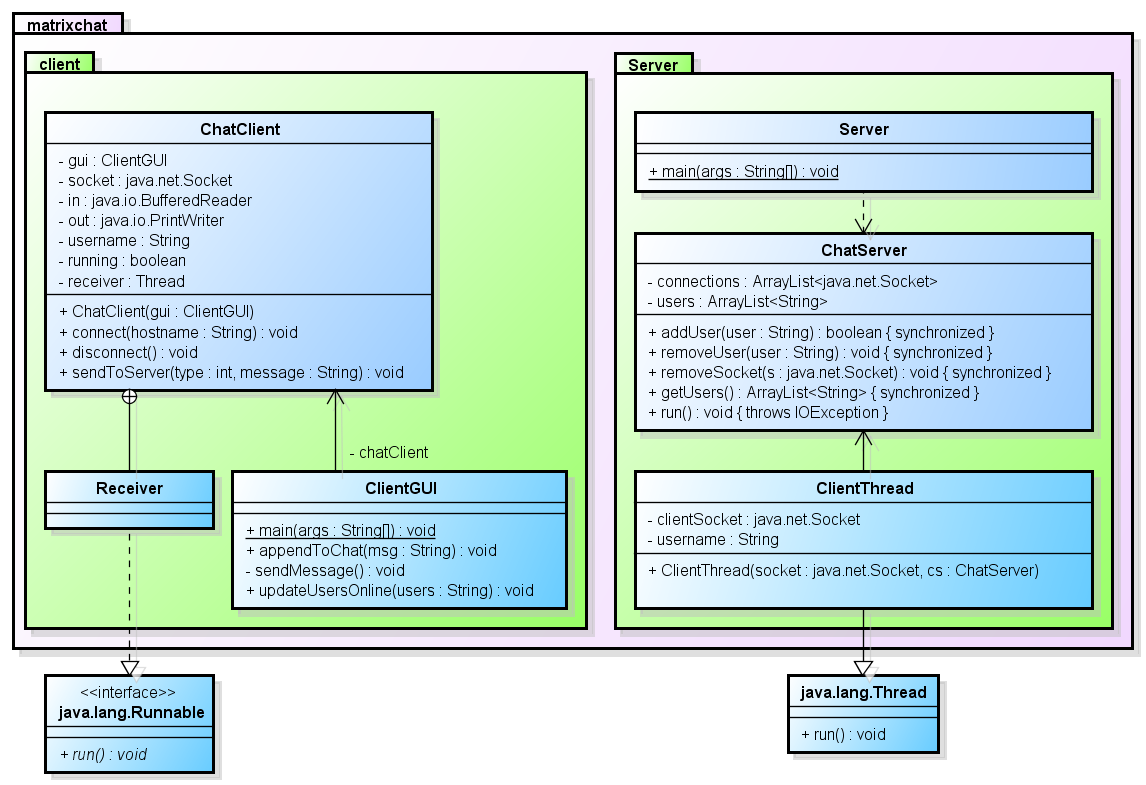 matrixchat
client
ChatClient
- gui : ClientGUI
- socket : java.net.Socket
- in : java.io.BufferedReader
- out : java.io.PrintWriter
- username : String
- running : boolean
- receiver : Thread
+ ChatClient(gui : ClientGUI)
+ connect(hostname : String) : void
+ disconnect() : void
+ sendToServer(type : int, message : String) : void
- chatClient
Receiver
ClientGUI
+ main(args : String[]) : void
+ appendToChat(msg : String) : void
- sendMessage() : void
+ updateUsersOnline(users : String) : void
<<interface>>
java.lang.Runnable
+ run() : void
Server
Server
+ main(args : String[]) : void
ChatServer
- connections : ArrayList<java.net.Socket>
- users : ArrayList<String>
+ addUser(user : String) : boolean { synchronized }
+ removeUser(user : String) : void { synchronized }
+ removeSocket(s : java.net.Socket) : void { synchronized }
+ getUsers() : ArrayList<String> { synchronized }
+ run() : void { throws IOException }
ClientThread
- clientSocket : java.net.Socket
- username : String
+ ClientThread(socket : java.net.Socket, cs : ChatServer)
java.lang.Thread
+ run() : void